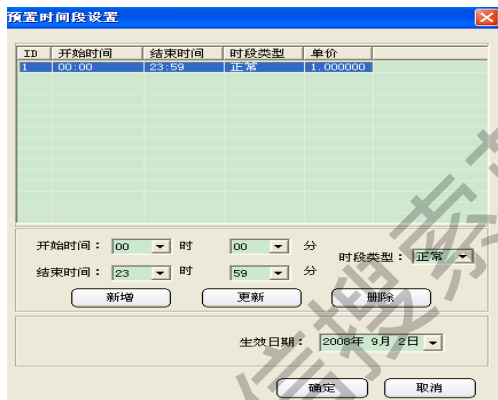 预置时间段设置
ID 开始时间 结束时间 时段类型 单价
1 00:00 23:59 正常 1.000000
开始时间： 00 时 00 分
时段类型： 正常
结束时间： 23 时 59 分
新增 更新 删除
生效日期： 2008年 9月 2日
确定 取消
信搜索